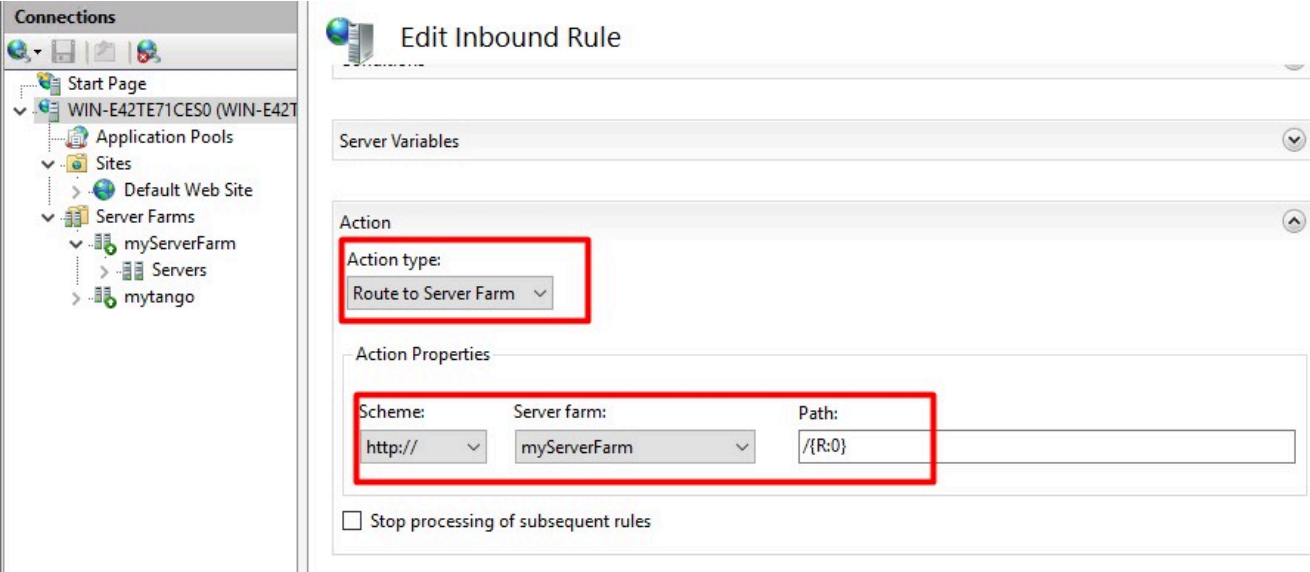 Connections
Edit Inbound Rule
Start Page
WIN-E42TE71CES0 (WIN-E42T
Application Pools
Sites
Default Web Site
Server Farms
myServerFarm
Servers
mytango
Conditions
Server Variables
Action
Action type:
Route to Server Farm
Action Properties
Scheme: Server farm: Path:
http:// myServerFarm /{R:0}
Stop processing of subsequent rules